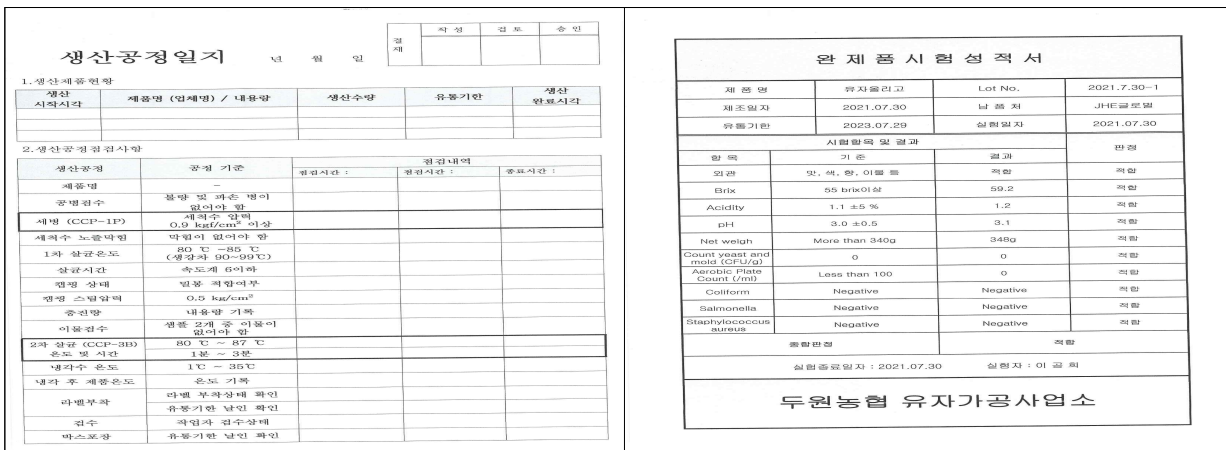 생산공정일지 년 월 일
결재 작성 검토 승인
1.생산제품현황
생산 시작시각 제품명 (업체명) / 내용량 생산수량 유통기한 생산 완료시각
2.생산공정점검사항
생산공정 공정 기준 점검내역
점검시간 : 점검시간 : 종료시간 :
제품명 -
공병검수 불량 및 파손 병이 없어야 함
세병 (CCP-1P) 세척수 압력 0.9 kgf/cm² 이상
세척수 노즐막힘 막힘이 없어야 함
1차 살균온도 80 ℃ ~85 ℃ (생강차 90~99℃)
살균시간 속도계 6이하
캡핑 상태 밀봉 적합여부
캡핑 스팀압력 0.5 kg/cm²
충진량 내용량 기록
이물검수 샘플 2개 중 이물이 없어야 함
2차 살균 (CCP-3B) 온도 및 시간 80 ℃ ~ 87 ℃
1분 ~ 3분
냉각수 온도 1℃ ~ 35℃
냉각 후 제품온도 온도 기록
라벨부착 라벨 부착상태 확인
유통기한 날인 확인
검수 작업자 검수상태
박스포장 유통기한 날인 확인
완제품시험성적서
제 품 명 유자올리고 Lot No. 2021.7.30-1
제조일자 2021.07.30 납 품 처 JHE글로벌
유통기한 2023.07.29 실험일자 2021.07.30
시험항목 및 결과 판정
항 목 기 준 결과
외관 맛, 색, 향, 이물 등 적합 적합
Brix 55 brix이상 59.2 적합
Acidity 1.1 ±5 % 1.2 적합
pH 3.0 ±0.5 3.1 적합
Net weigh More than 340g 348g 적합
Count yeast and mold (CFU/g) 0 0 적합
Aerobic Plate Count (/ml) Less than 100 0 적합
Coliform Negative Negative 적합
Salmonella Negative Negative 적합
Staphylococcus aureus Negative Negative 적합
종합판정 적합
실험종료일자 : 2021.07.30 실험자 : 이 공 희
두원농협 유자가공사업소